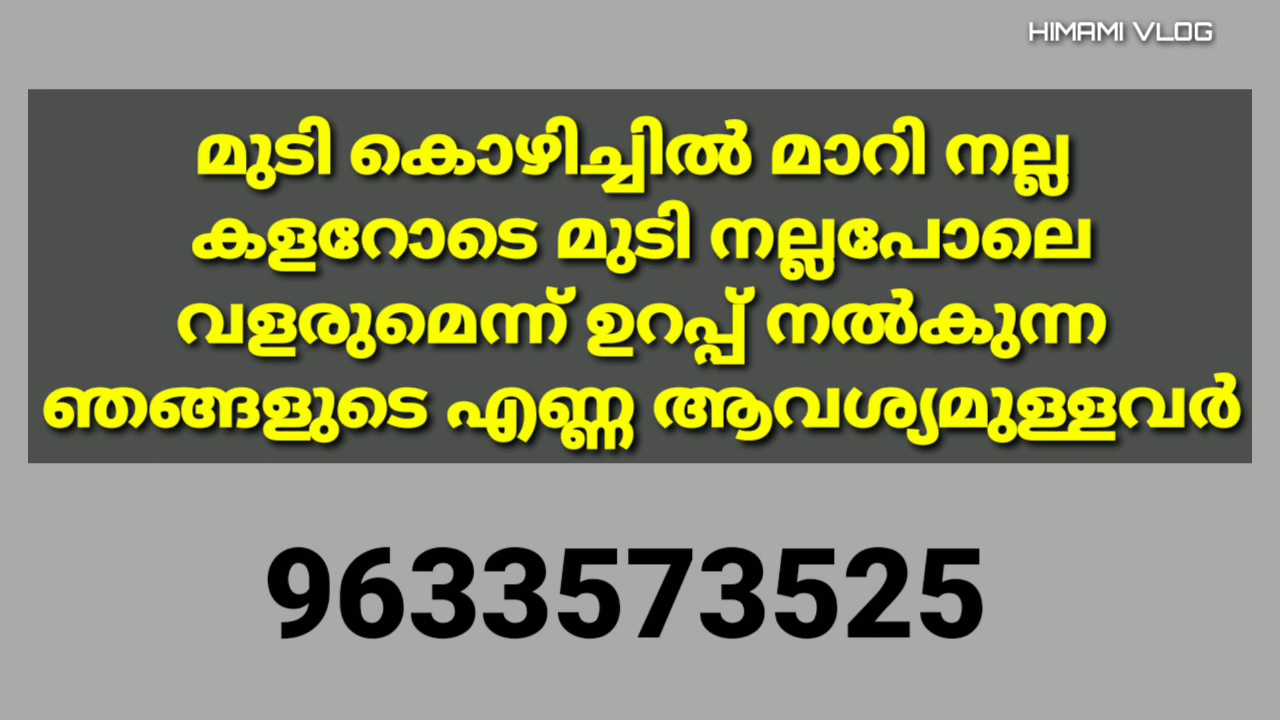 HIMAMI VLOG
മുടി കൊഴിച്ചിൽ മാറി നല്ല
കളറോടെ മുടി നല്ലപോലെ
വളരുമെന്ന് ഉറപ്പ് നൽകുന്ന
ഞങ്ങളുടെ എണ്ണ ആവശ്യമുള്ളവർ
9633573525